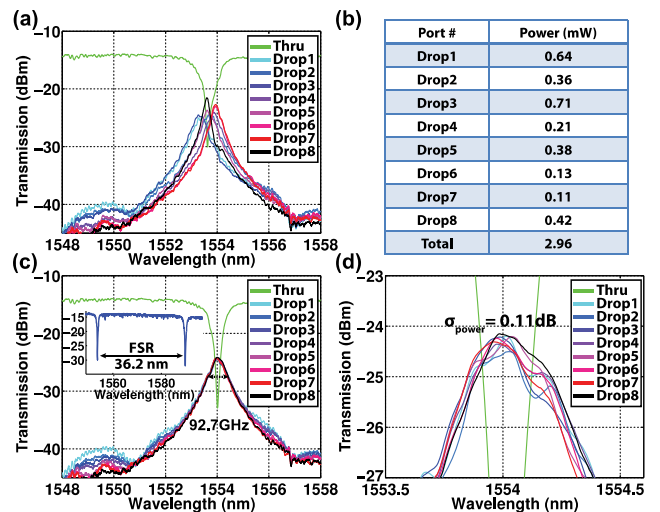 (a)
Transmission (dBm)
−10
−20
−30
−40
1548 1550 1552 1554 1556 1558
Wavelength (nm)
Thru
Drop1
Drop2
Drop3
Drop4
Drop5
Drop6
Drop7
Drop8
(b)
Port # Power (mW)
Drop1 0.64
Drop2 0.36
Drop3 0.71
Drop4 0.21
Drop5 0.38
Drop6 0.13
Drop7 0.11
Drop8 0.42
Total 2.96
(c)
Transmission (dBm)
−10
−20
−30
−40
1548 1550 1552 1554 1556 1558
Wavelength (nm)
−15
−20
−25
−30
FSR
36.2 nm
1560 1580
Wavelength (nm)
92.7GHz
Thru
Drop1
Drop2
Drop3
Drop4
Drop5
Drop6
Drop7
Drop8
(d)
Transmission (dBm)
−23
−24
−25
−26
−27
1553.5 1554 1554.5
Wavelength (nm)
σpower= 0.11dB
Thru
Drop1
Drop2
Drop3
Drop4
Drop5
Drop6
Drop7
Drop8